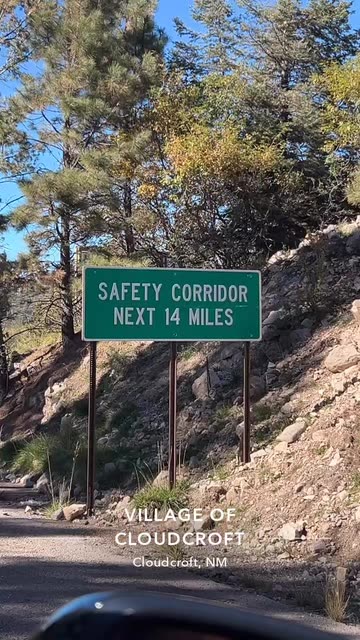 SAFETY CORRIDOR
NEXT 14 MILES
VILLAGE OF
CLOUDCROFT
Cloudcroft, NM